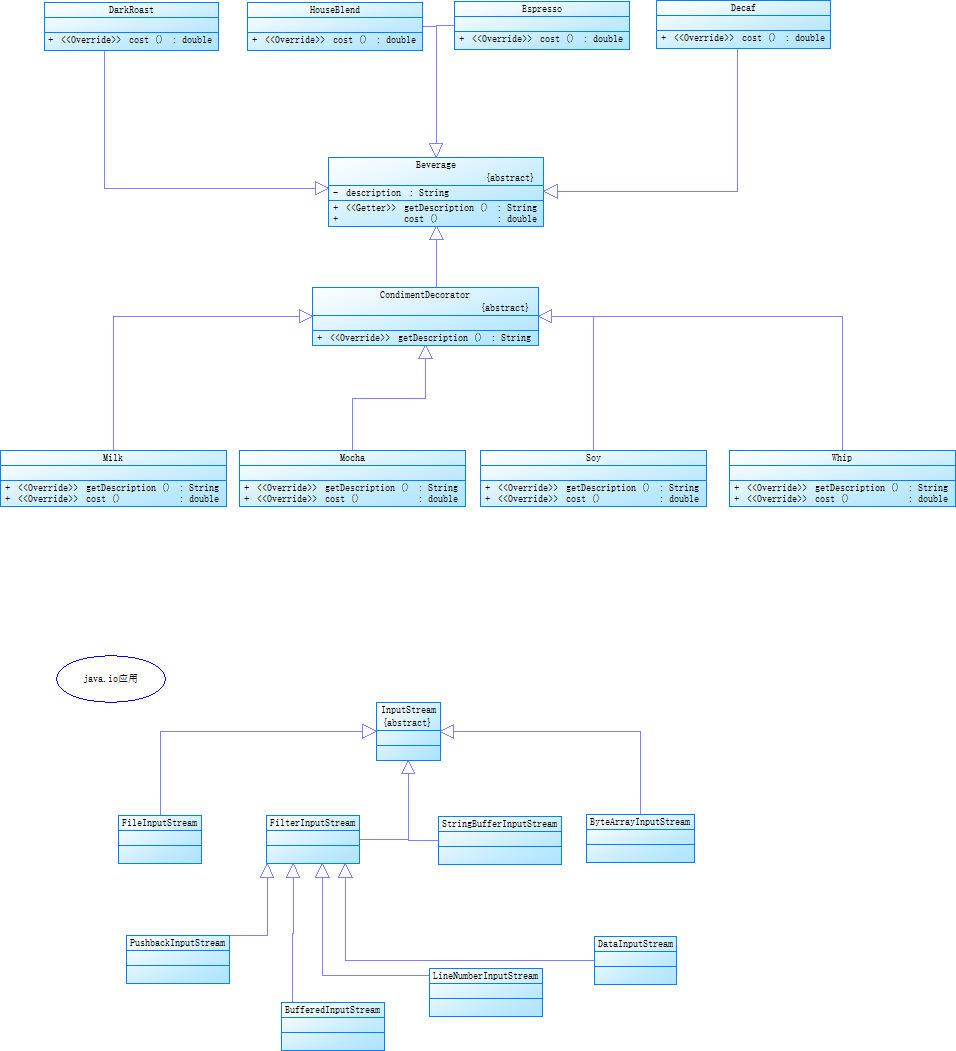 DarkRoast
+ <<Override>> cost () : double
HouseBlend
+ <<Override>> cost () : double
Espresso
+ <<Override>> cost () : double
Decaf
+ <<Override>> cost () : double
Beverage
{abstract}
- description : String
+ <<Getter>> getDescription () : String
+ cost () : double
CondimentDecorator
{abstract}
+ <<Override>> getDescription () : String
Milk
+ <<Override>> getDescription () : String
+ <<Override>> cost () : double
Mocha
+ <<Override>> getDescription () : String
+ <<Override>> cost () : double
Soy
+ <<Override>> getDescription () : String
+ <<Override>> cost () : double
Whip
+ <<Override>> getDescription () : String
+ <<Override>> cost () : double
java.io应用
InputStream
{abstract}
FileInputStream
FilterInputStream
StringBufferInputStream
ByteArrayInputStream
PushbackInputStream
DataInputStream
LineNumberInputStream
BufferedInputStream